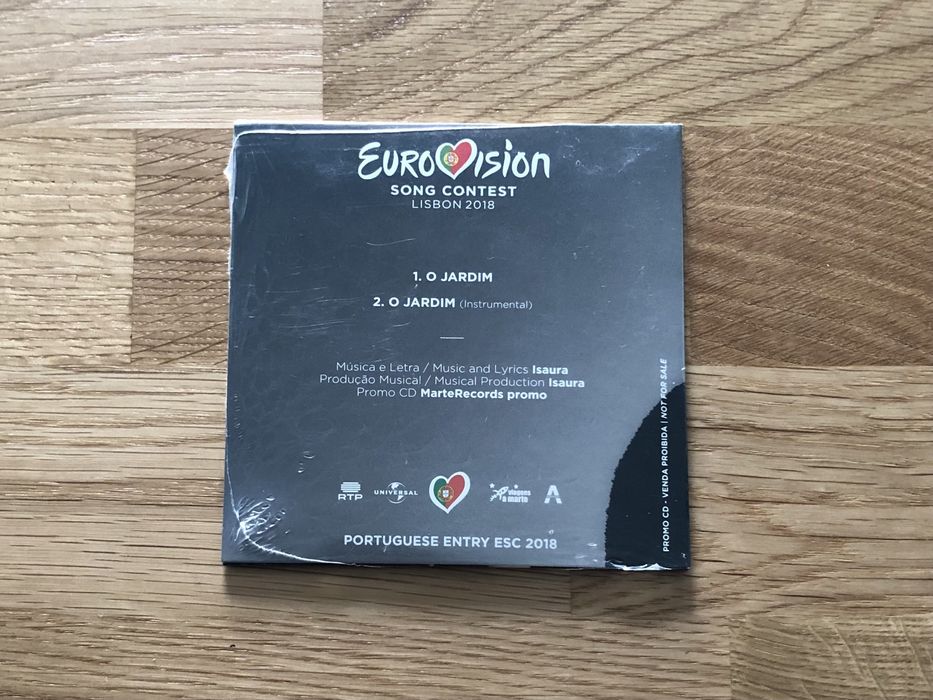 EUROVISION
SONG CONTEST
LISBON 2018
1. O JARDIM
2. O JARDIM (Instrumental)
Música e Letra / Music and Lyrics Isaura
Produção Musical / Musical Production Isaura
Promo CD MarteRecords promo
RTP
UNIVERSAL
viagens a marte
PORTUGUESE ENTRY ESC 2018
PROMO CD - VENDA PROIBIDA | NOT FOR SALE